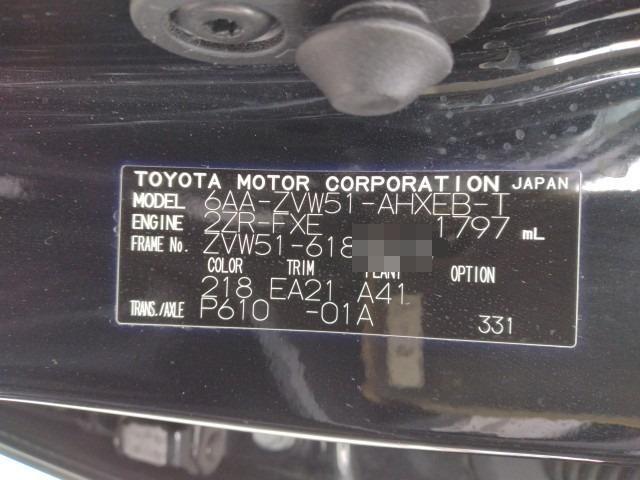 TOYOTA MOTOR CORPORATION JAPAN
MODEL 6AA-ZVW51-AHXEB-T
ENGINE 2ZR-FXE 1797 mL
FRAME No. ZVW51-618
COLOR TRIM PLANT OPTION
218 EA21 A41
TRANS./AXLE P610 -01A 331